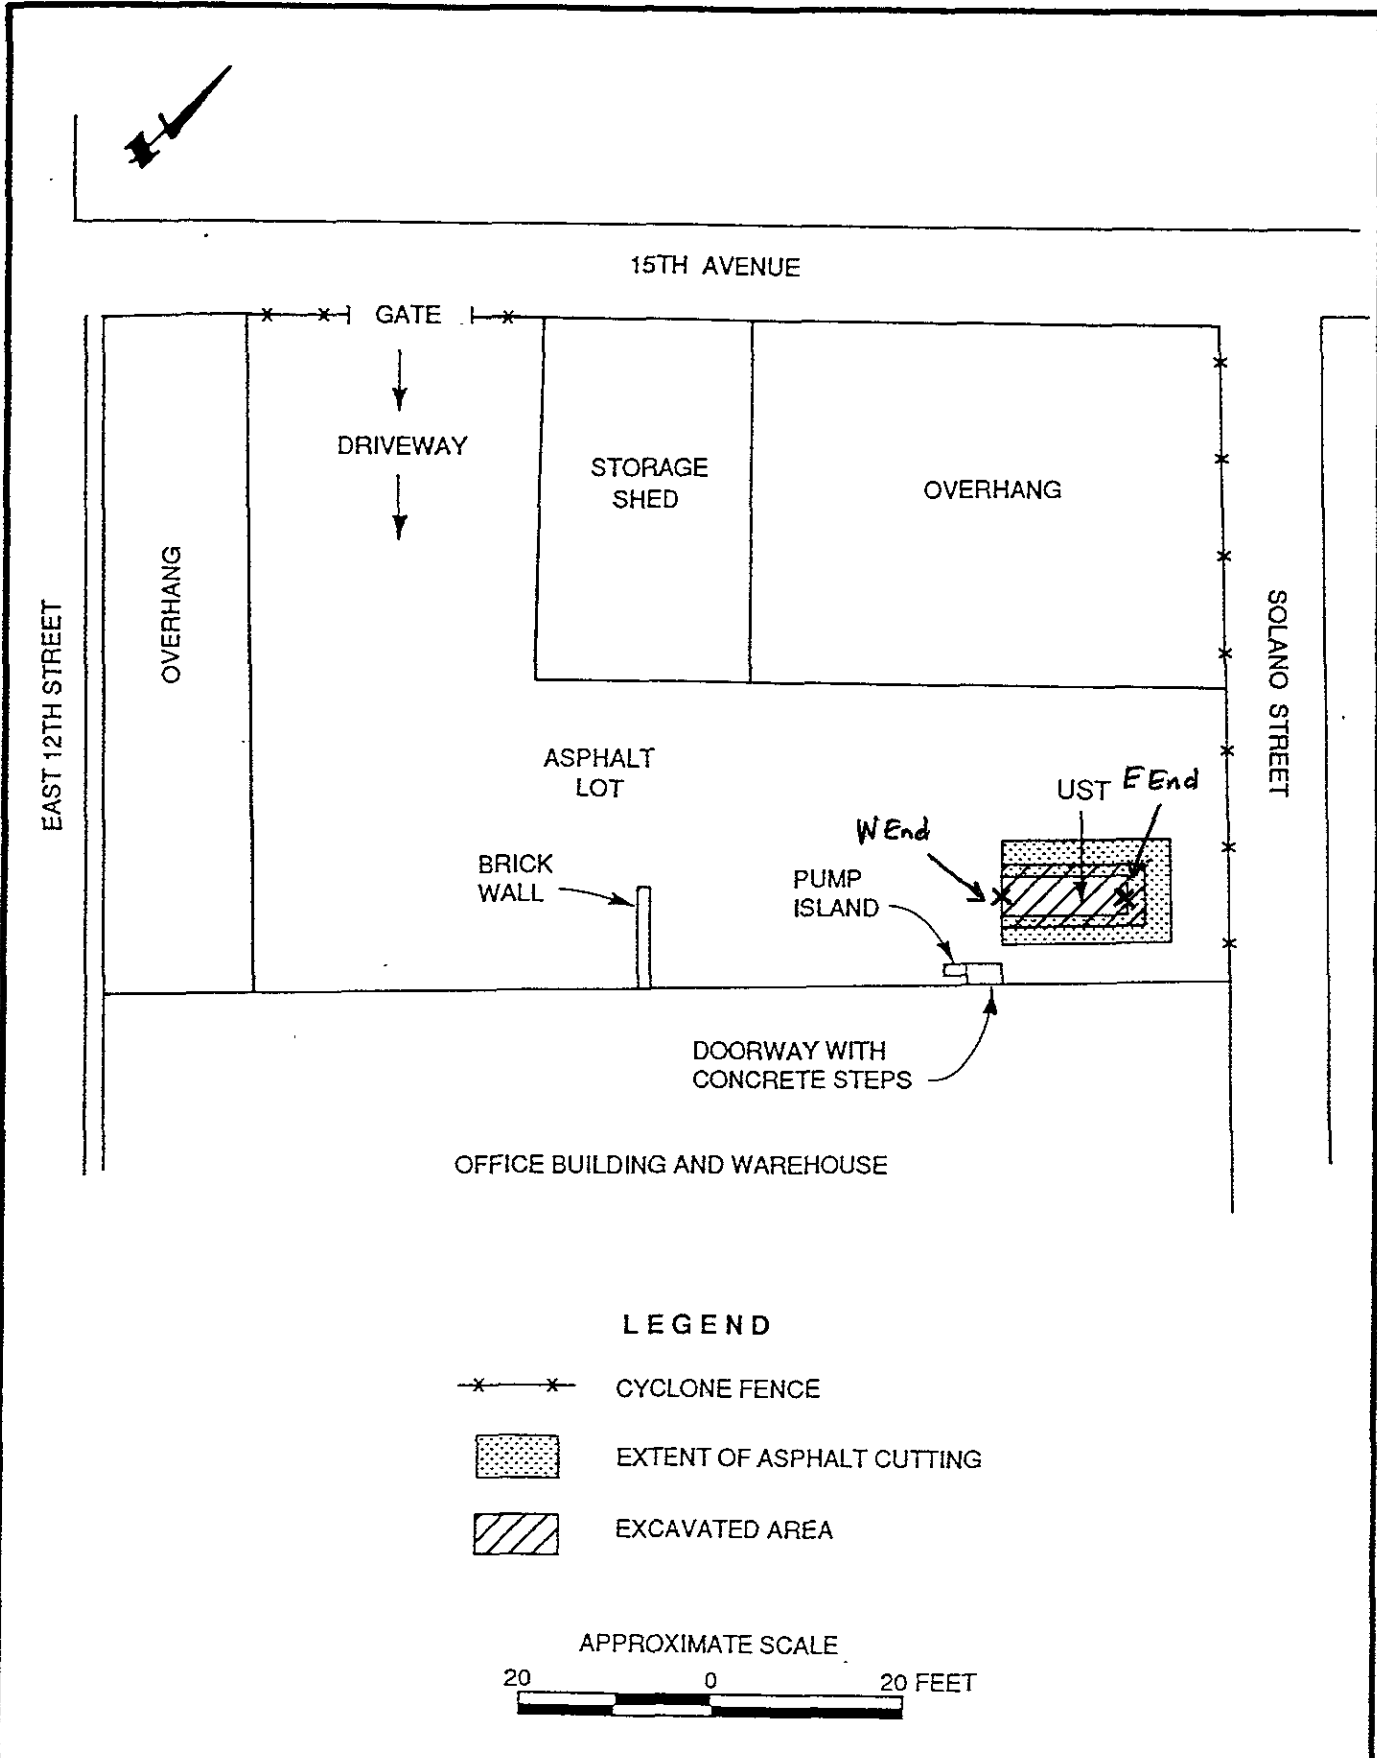 N
15TH AVENUE
GATE
DRIVEWAY
STORAGE
SHED
OVERHANG
OVERHANG
EAST 12TH STREET
SOLANO STREET
ASPHALT
LOT
UST
E End
W End
BRICK
WALL
PUMP
ISLAND
DOORWAY WITH
CONCRETE STEPS
OFFICE BUILDING AND WAREHOUSE
LEGEND
CYCLONE FENCE
EXTENT OF ASPHALT CUTTING
EXCAVATED AREA
APPROXIMATE SCALE
20 0 20 FEET